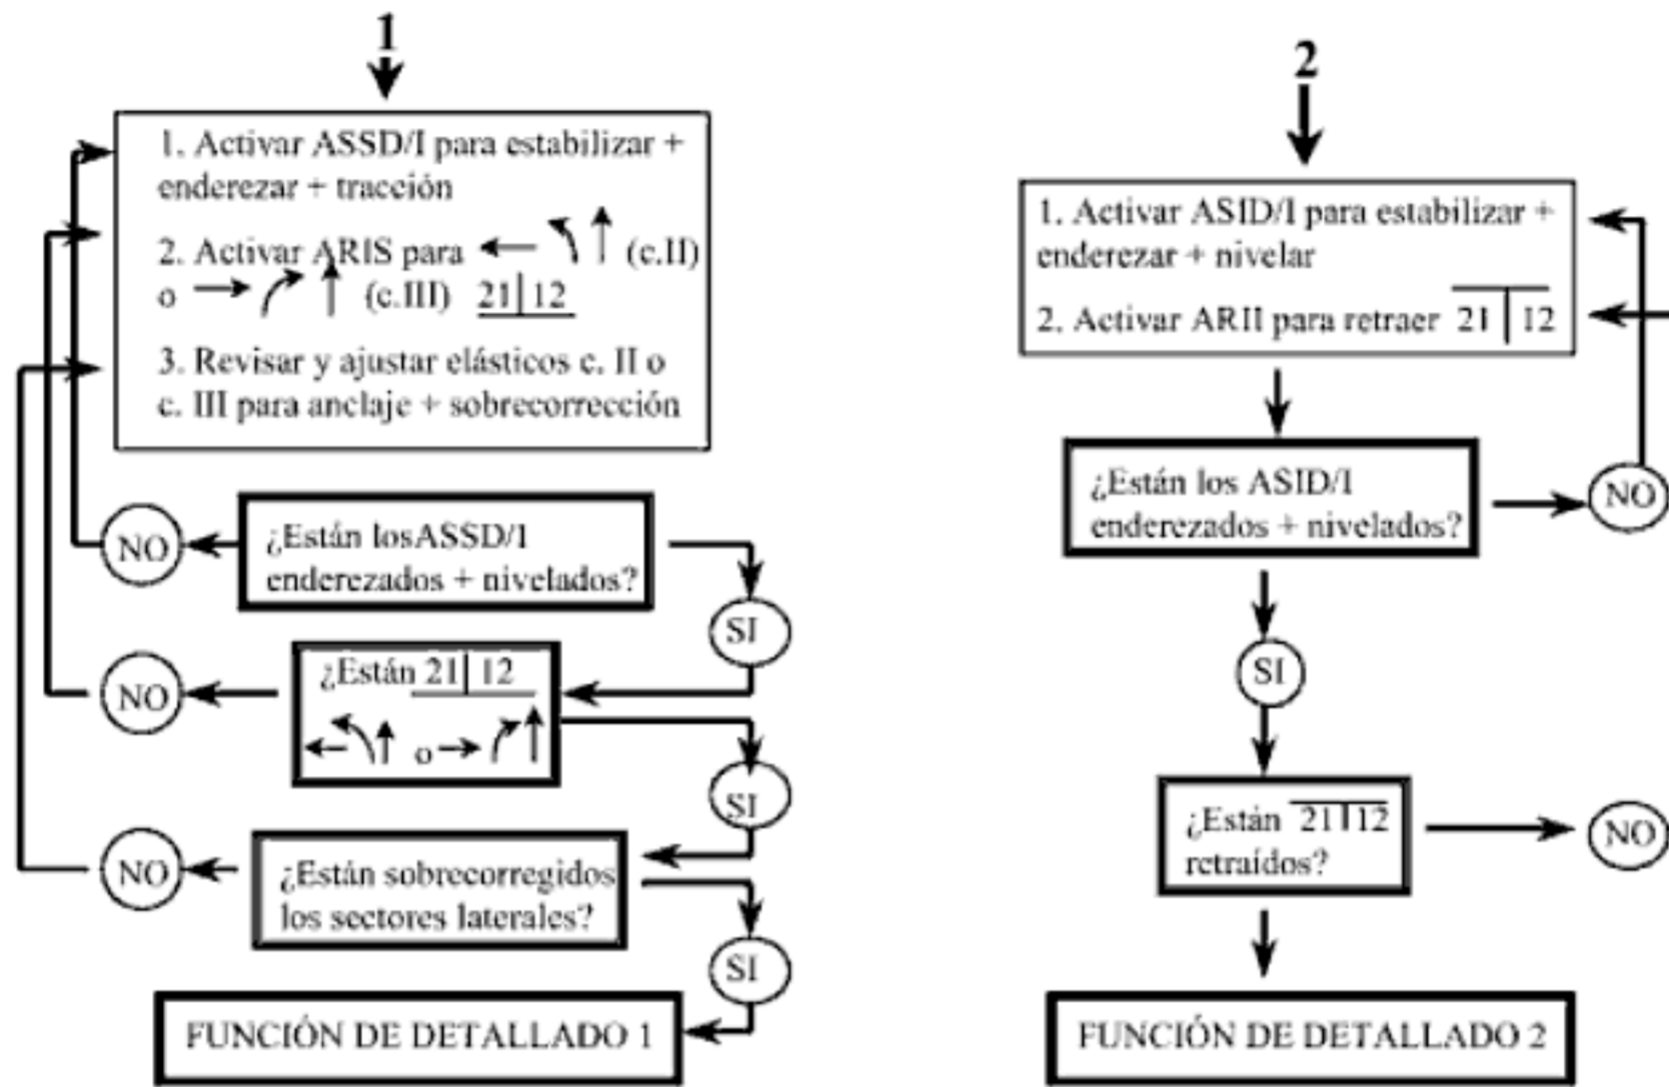 1
1. Activar ASSD/I para estabilizar +
enderezar + tracción
2. Activar ARIS para ← ↑ (c.II)
o → ↑ (c.III) 21 | 12
3. Revisar y ajustar elásticos c. II o
c. III para anclaje + sobrecorrección
NO
¿Están losASSD/I
enderezados + nivelados?
SI
NO
¿Están 21 | 12
← ↑ o → ↑
SI
NO
¿Están sobrecorregidos
los sectores laterales?
SI
FUNCIÓN DE DETALLADO 1
2
1. Activar ASID/I para estabilizar +
enderezar + nivelar
2. Activar ARII para retraer 21 | 12
¿Están los ASID/I
enderezados + nivelados?
NO
SI
¿Están 21 | 12
retraídos?
NO
FUNCIÓN DE DETALLADO 2